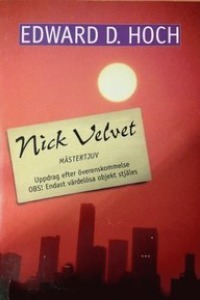 EDWARD D. HOCH
Nick Velvet
MÄSTERTJUV
Uppdrag efter överenskommelse
OBS! Endast värdelösa objekt stjäles